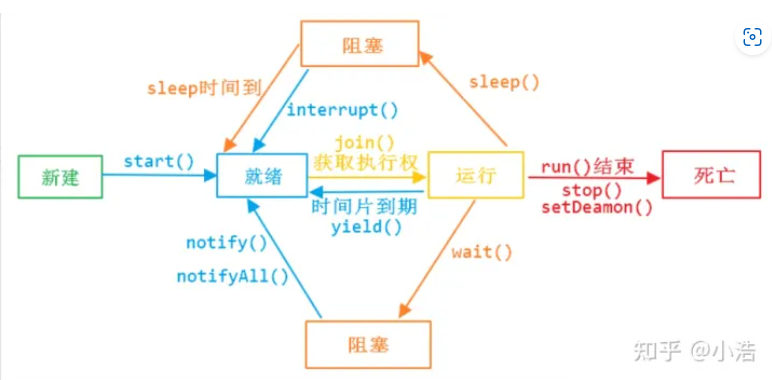 阻塞
sleep时间到
sleep()
interrupt()
join()
获取执行权
新建
start()
就绪
运行
run()结束
stop()
setDeamon()
死亡
时间片到期
yield()
notify()
notifyAll()
wait()
阻塞
知乎 @小浩